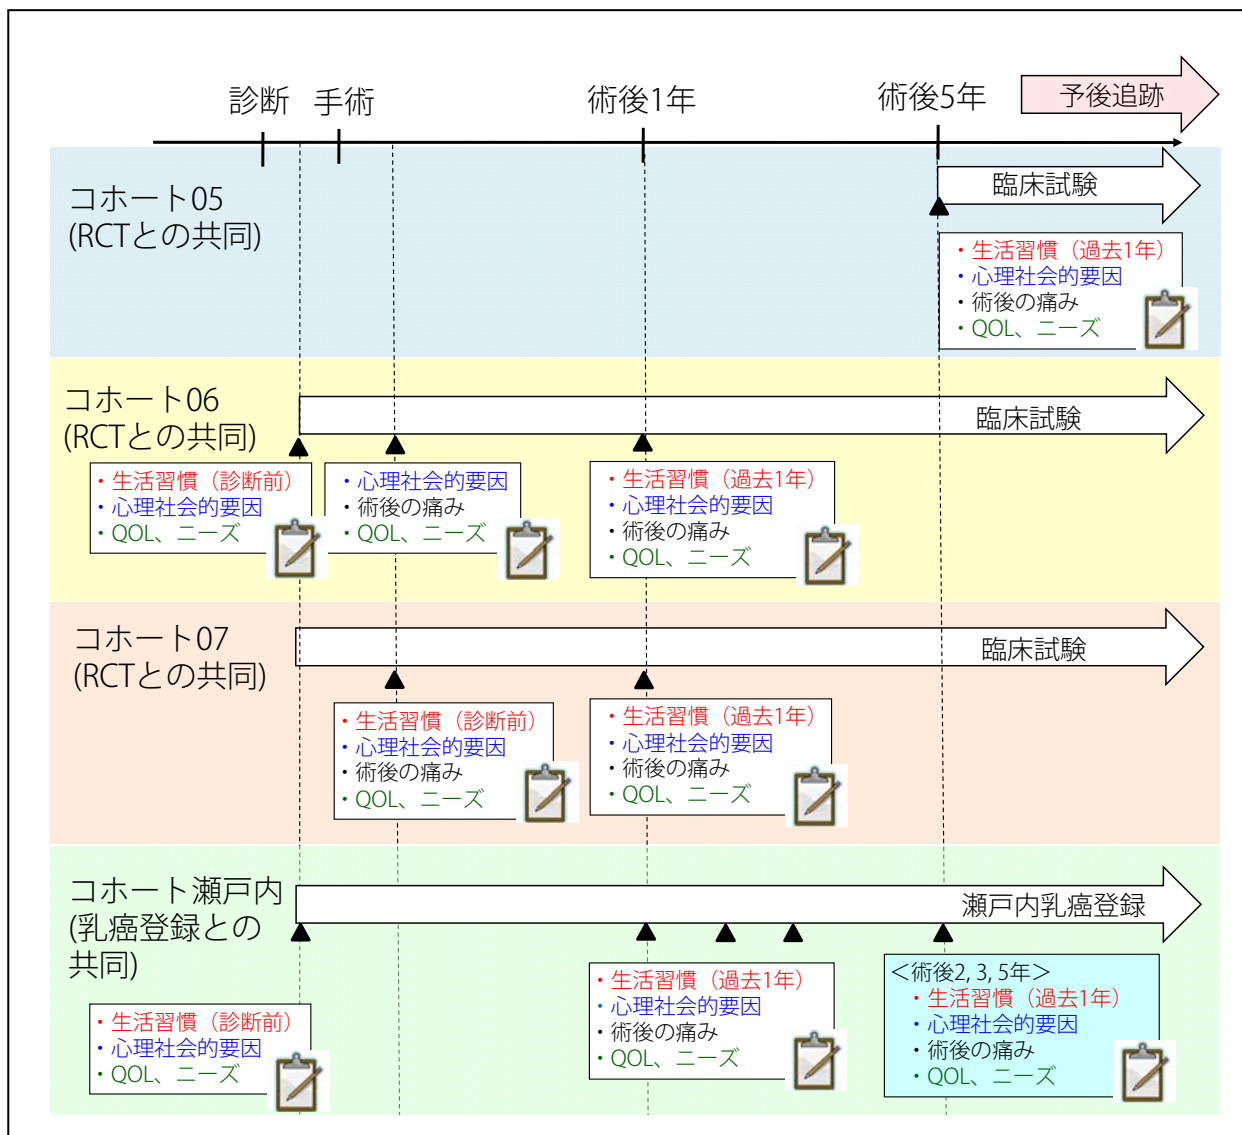 診断
手術
術後1年
術後5年
予後追跡
コホート05
(RCTとの共同)
臨床試験
・生活習慣（過去1年）
・心理社会的要因
・術後の痛み
・QOL、ニーズ
コホート06
(RCTとの共同)
臨床試験
・生活習慣（診断前）
・心理社会的要因
・QOL、ニーズ
・心理社会的要因
・術後の痛み
・QOL、ニーズ
・生活習慣（過去1年）
・心理社会的要因
・術後の痛み
・QOL、ニーズ
コホート07
(RCTとの共同)
臨床試験
・生活習慣（診断前）
・心理社会的要因
・術後の痛み
・QOL、ニーズ
・生活習慣（過去1年）
・心理社会的要因
・術後の痛み
・QOL、ニーズ
コホート瀬戸内
(乳癌登録との
共同)
瀬戸内乳癌登録
・生活習慣（診断前）
・心理社会的要因
・QOL、ニーズ
・生活習慣（過去1年）
・心理社会的要因
・術後の痛み
・QOL、ニーズ
＜術後2, 3, 5年＞
・生活習慣（過去1年）
・心理社会的要因
・術後の痛み
・QOL、ニーズ